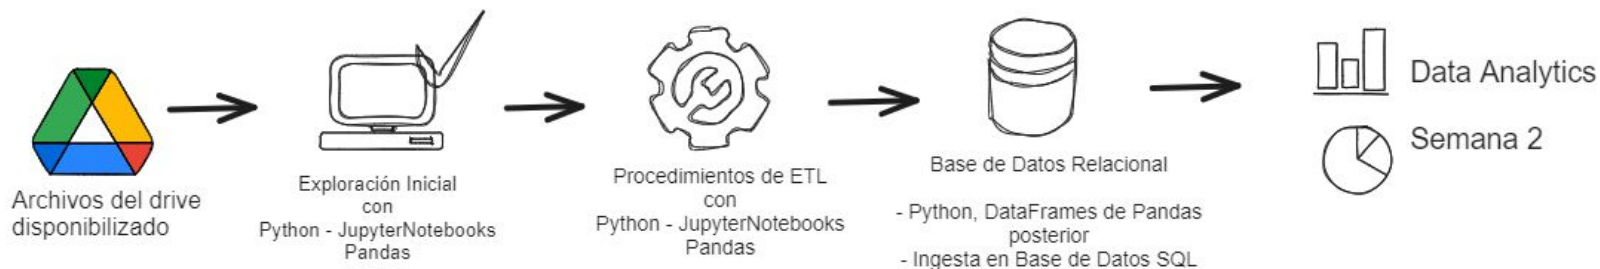 Archivos del drive
disponibilizado
Exploración Inicial
con
Python - JupyterNotebooks
Pandas
Procedimientos de ETL
con
Python - JupyterNotebooks
Pandas
Base de Datos Relacional
- Python, DataFrames de Pandas
posterior
- Ingesta en Base de Datos SQL
Data Analytics
Semana 2